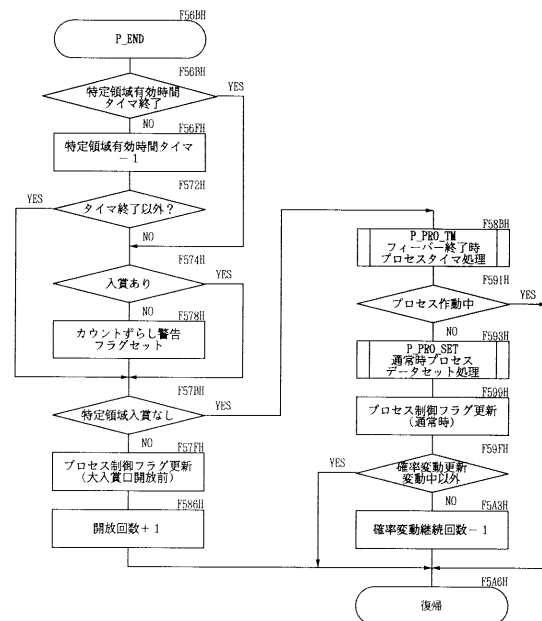 F56BH
P_END
F56BH
特定領域有効時間
タイマ終了
YES
NO
F56FH
特定領域有効時間タイマ
－1
F572H
YES
タイマ終了以外？
NO
F574H
入賞あり
YES
NO
F578H
カウントずらし警告
フラグセット
F57BH
特定領域入賞なし
YES
NO
F57FH
プロセス制御フラグ更新
(大入賞口開放前)
F586H
開放回数＋1
F58BH
P_PRO_TM
フィーバー終了時
プロセスタイマ処理
F591H
プロセス作動中
YES
NO
F593H
P_PRO_SET
通常時プロセス
データセット処理
F599H
プロセス制御フラグ更新
(通常時)
F59FH
YES
確率変動更新
変動中以外
NO
F5A3H
確率変動継続回数－1
F5A6H
復帰